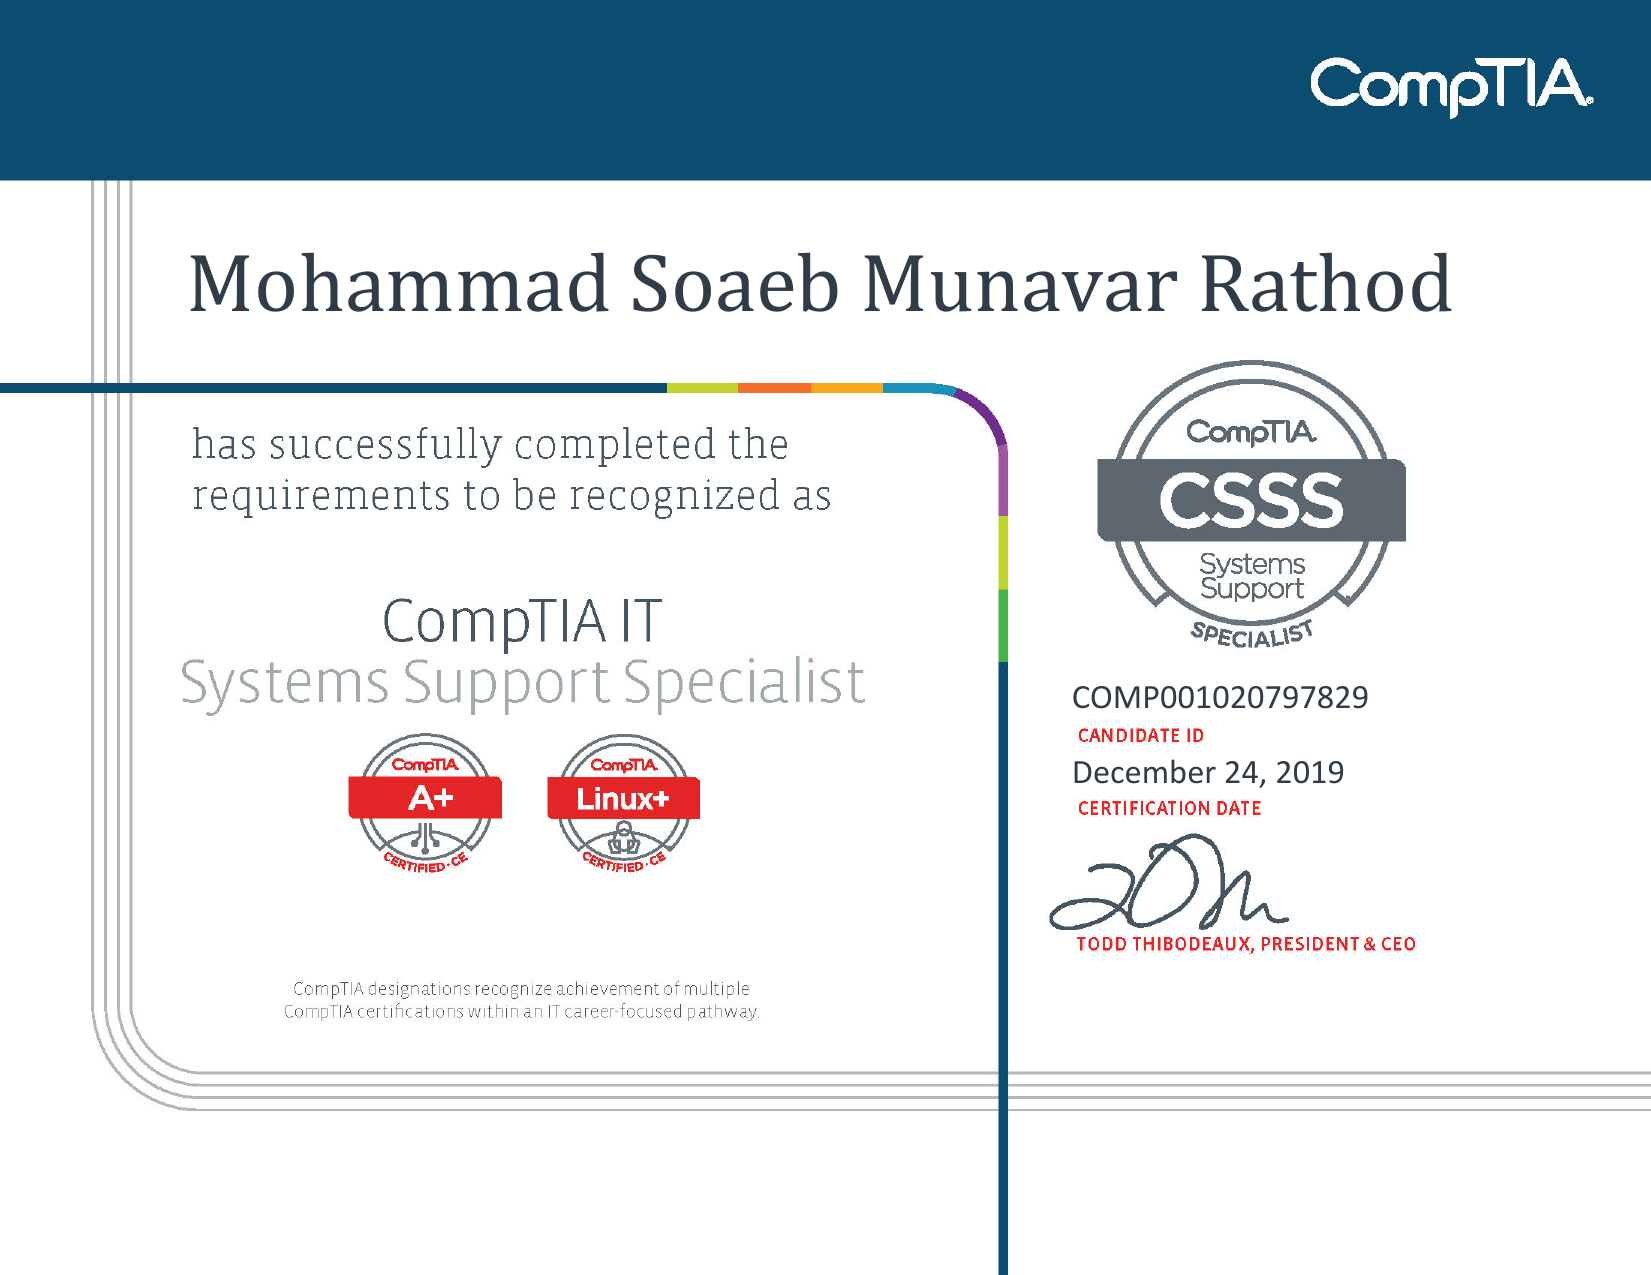 CompTIA®
Mohammad Soaeb Munavar Rathod
has successfully completed the
requirements to be recognized as
CompTIA IT
Systems Support Specialist
CompTIA
A+
CERTIFIED · CE
CompTIA
Linux+
CERTIFIED · CE
CompTIA designations recognize achievement of multiple
CompTIA certifications within an IT career-focused pathway.
CompTIA
CSSS
Systems
Support
SPECIALIST
COMP001020797829
CANDIDATE ID
December 24, 2019
CERTIFICATION DATE
TODD THIBODEAUX, PRESIDENT & CEO